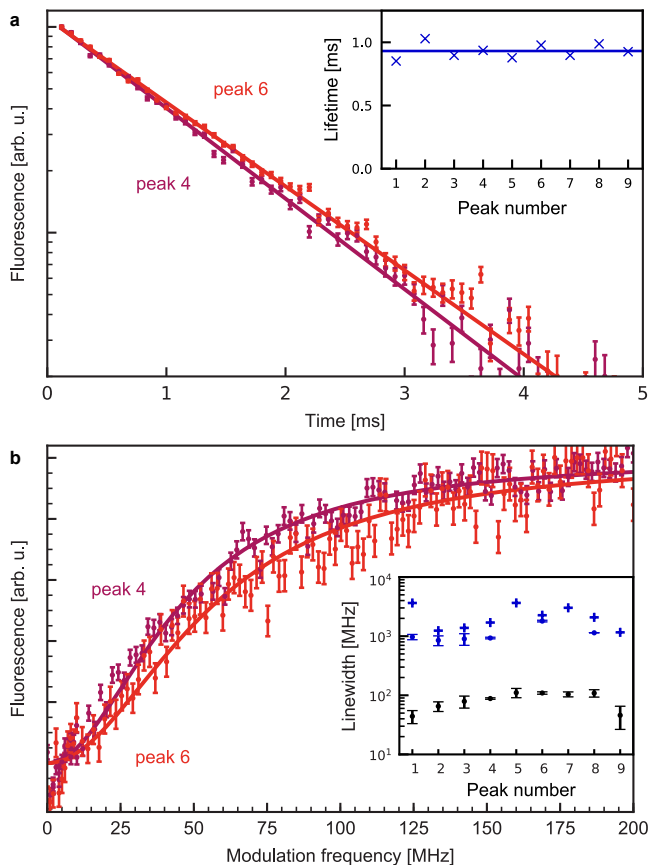 a
Fluorescence [arb. u.]
peak 6
peak 4
Lifetime [ms]
1.0
0.5
0.0
1 2 3 4 5 6 7 8 9
Peak number
0 1 2 3 4 5
Time [ms]
b
Fluorescence [arb. u.]
peak 4
peak 6
Linewidth [MHz]
10⁴
10³
10²
10¹
1 2 3 4 5 6 7 8 9
Peak number
0 25 50 75 100 125 150 175 200
Modulation frequency [MHz]